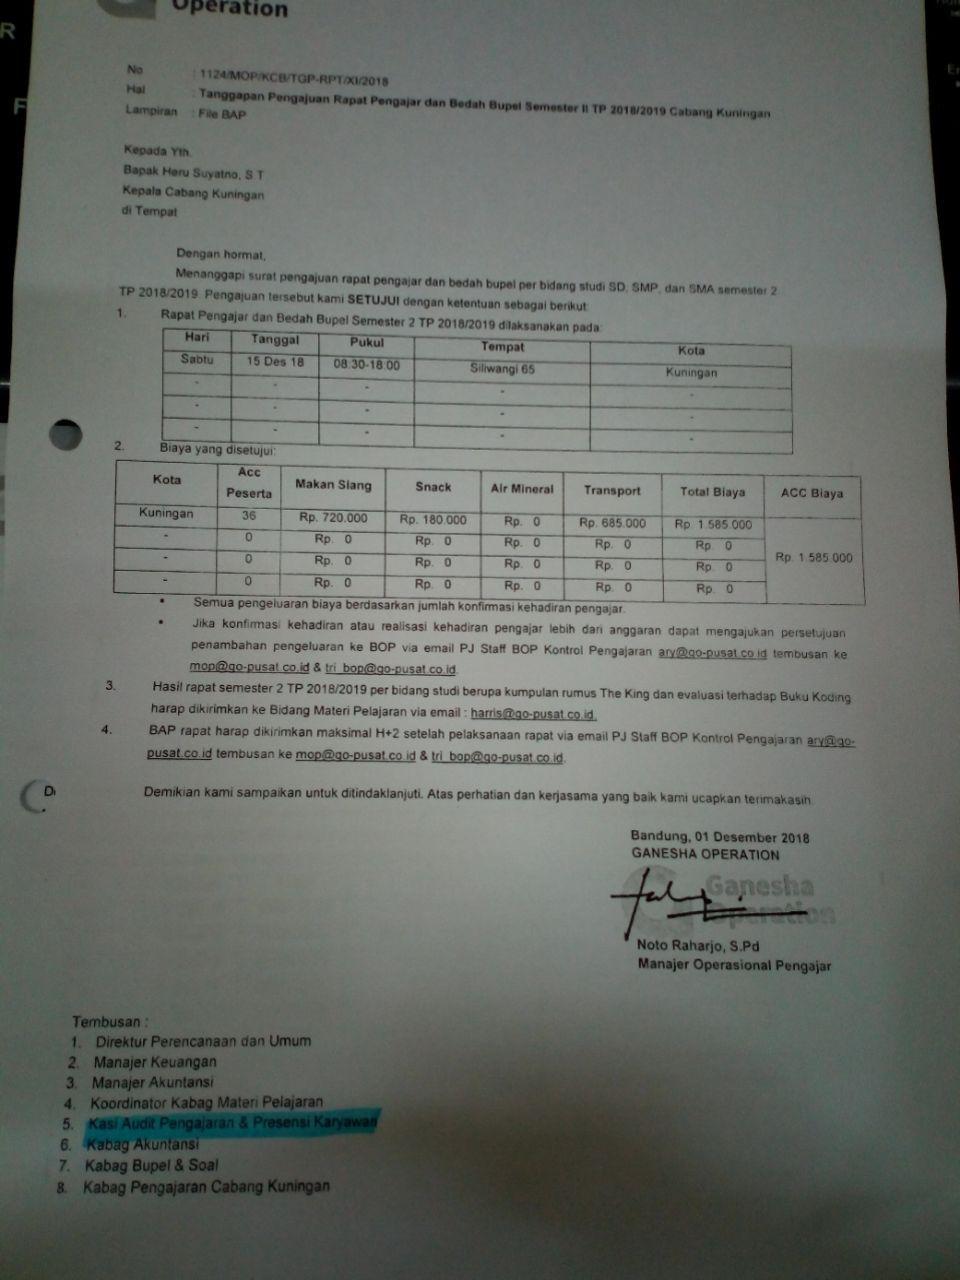 Operation
No : 1124/MOP/KCB/TGP-RPT/XI/2018
Hal : Tanggapan Pengajuan Rapat Pengajar dan Bedah Bupel Semester II TP 2018/2019 Cabang Kuningan
Lampiran : File BAP
Kepada Yth.
Bapak Heru Suyatno, S T
Kepala Cabang Kuningan
di Tempat
Dengan hormat,
Menanggapi surat pengajuan rapat pengajar dan bedah bupel per bidang studi SD, SMP, dan SMA semester 2
TP 2018/2019. Pengajuan tersebut kami SETUJUI dengan ketentuan sebagai berikut:
1. Rapat Pengajar dan Bedah Bupel Semester 2 TP 2018/2019 dilaksanakan pada:
Hari Tanggal Pukul Tempat Kota
Sabtu 15 Des 18 08.30-18.00 Siliwangi 65 Kuningan
- - - - -
- - - - -
- - - - -
2. Biaya yang disetujui:
Kota Acc Peserta Makan Siang Snack Air Mineral Transport Total Biaya ACC Biaya
Kuningan 36 Rp. 720.000 Rp. 180.000 Rp. 0 Rp. 685.000 Rp. 1.585.000 Rp. 1.585.000
- 0 Rp. 0 Rp. 0 Rp. 0 Rp. 0 Rp. 0
- 0 Rp. 0 Rp. 0 Rp. 0 Rp. 0 Rp. 0
- 0 Rp. 0 Rp. 0 Rp. 0 Rp. 0 Rp. 0
• Semua pengeluaran biaya berdasarkan jumlah konfirmasi kehadiran pengajar.
• Jika konfirmasi kehadiran atau realisasi kehadiran pengajar lebih dari anggaran dapat mengajukan persetujuan
penambahan pengeluaran ke BOP via email PJ Staff BOP Kontrol Pengajaran ary@go-pusat.co.id tembusan ke
mop@go-pusat.co.id & tri_bop@go-pusat.co.id.
3. Hasil rapat semester 2 TP 2018/2019 per bidang studi berupa kumpulan rumus The King dan evaluasi terhadap Buku Koding
harap dikirimkan ke Bidang Materi Pelajaran via email : harris@go-pusat.co.id.
4. BAP rapat harap dikirimkan maksimal H+2 setelah pelaksanaan rapat via email PJ Staff BOP Kontrol Pengajaran ary@go-
pusat.co.id tembusan ke mop@go-pusat.co.id & tri_bop@go-pusat.co.id.
Demikian kami sampaikan untuk ditindaklanjuti. Atas perhatian dan kerjasama yang baik kami ucapkan terimakasih.
Bandung, 01 Desember 2018
GANESHA OPERATION
Ganesha
Operation
Noto Raharjo, S.Pd
Manajer Operasional Pengajar
Tembusan :
1. Direktur Perencanaan dan Umum
2. Manajer Keuangan
3. Manajer Akuntansi
4. Koordinator Kabag Materi Pelajaran
5. Kasi Audit Pengajaran & Presensi Karyawan
6. Kabag Akuntansi
7. Kabag Bupel & Soal
8. Kabag Pengajaran Cabang Kuningan